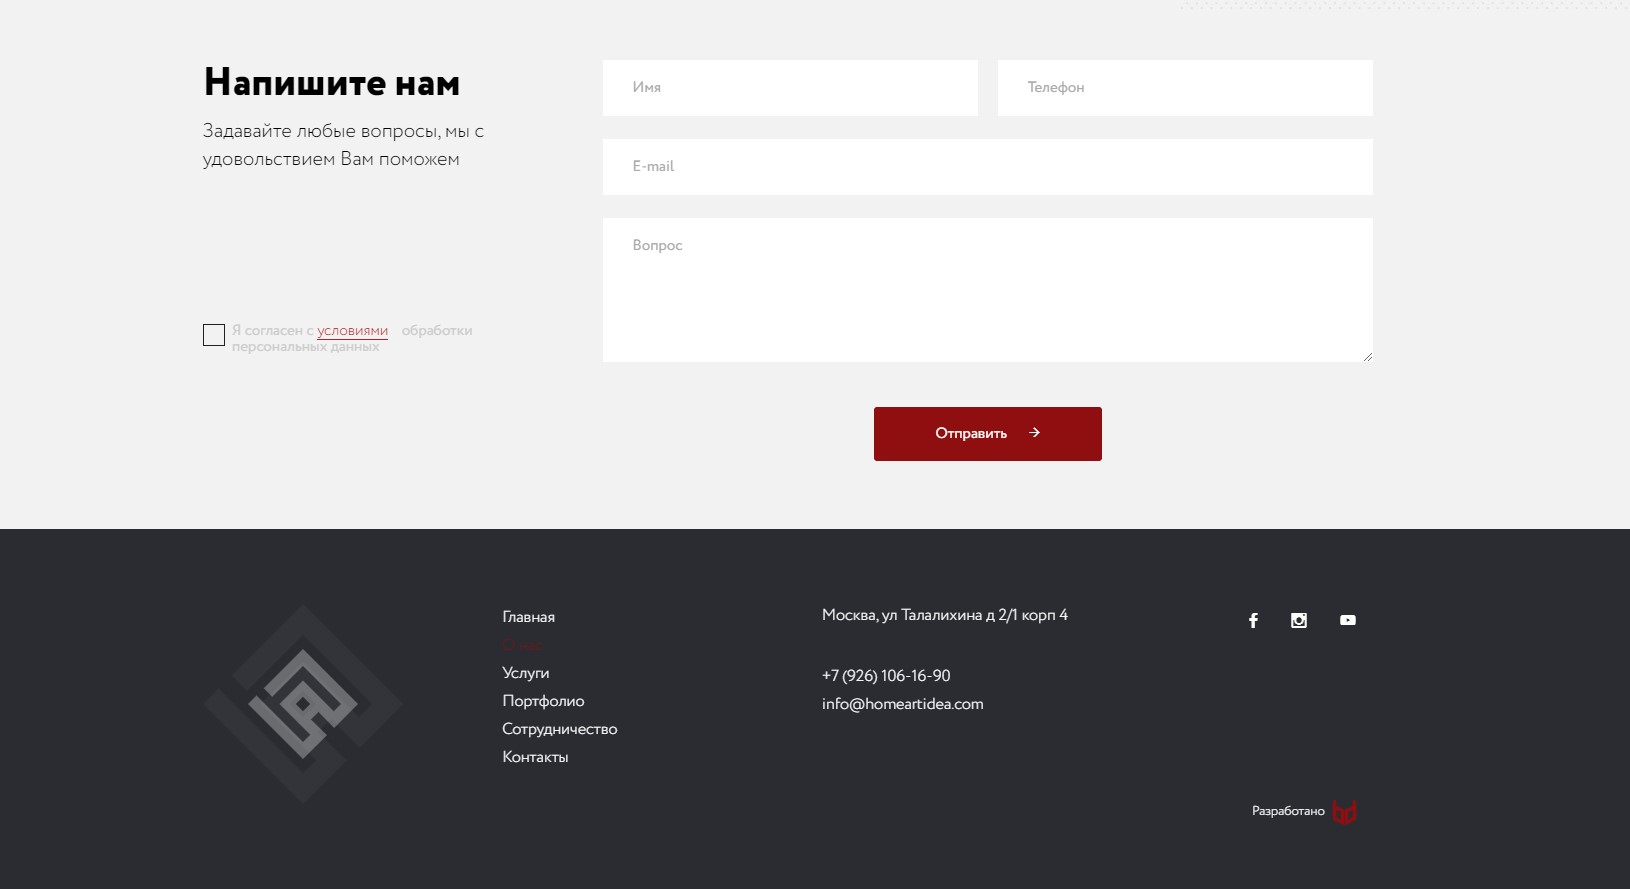 Напишите нам
Задавайте любые вопросы, мы с
удовольствием Вам поможем
Я согласен с условиями обработки
персональных данных
Имя
Телефон
E-mail
Вопрос
Отправить
Главная
О нас
Услуги
Портфолио
Сотрудничество
Контакты
Москва, ул Талалихина д 2/1 корп 4
+7 (926) 106-16-90
info@homeartidea.com
Разработано